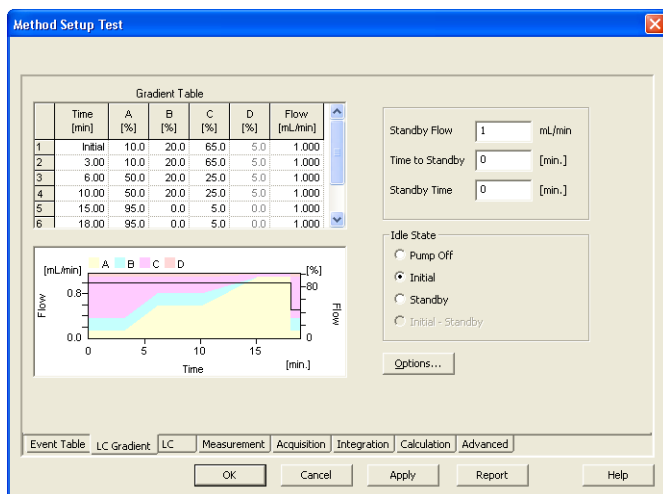 Method Setup Test
Gradient Table
Time [min] A [%] B [%] C [%] D [%] Flow [mL/min]
1 Initial 10.0 20.0 65.0 5.0 1.000
2 3.00 10.0 20.0 65.0 5.0 1.000
3 6.00 50.0 20.0 25.0 5.0 1.000
4 10.00 50.0 20.0 25.0 5.0 1.000
5 15.00 95.0 0.0 5.0 0.0 1.000
6 18.00 95.0 0.0 5.0 0.0 1.000
Standby Flow 1 mL/min
Time to Standby 0 [min.]
Standby Time 0 [min.]
Idle State
Pump Off
Initial
Standby
Initial - Standby
Options...
[mL/min] A B C D [%]
0.8 80
Flow Flow
0.0 0
0 5 10 15 [min.]
Time
Event Table LC Gradient LC Measurement Acquisition Integration Calculation Advanced
OK Cancel Apply Report Help